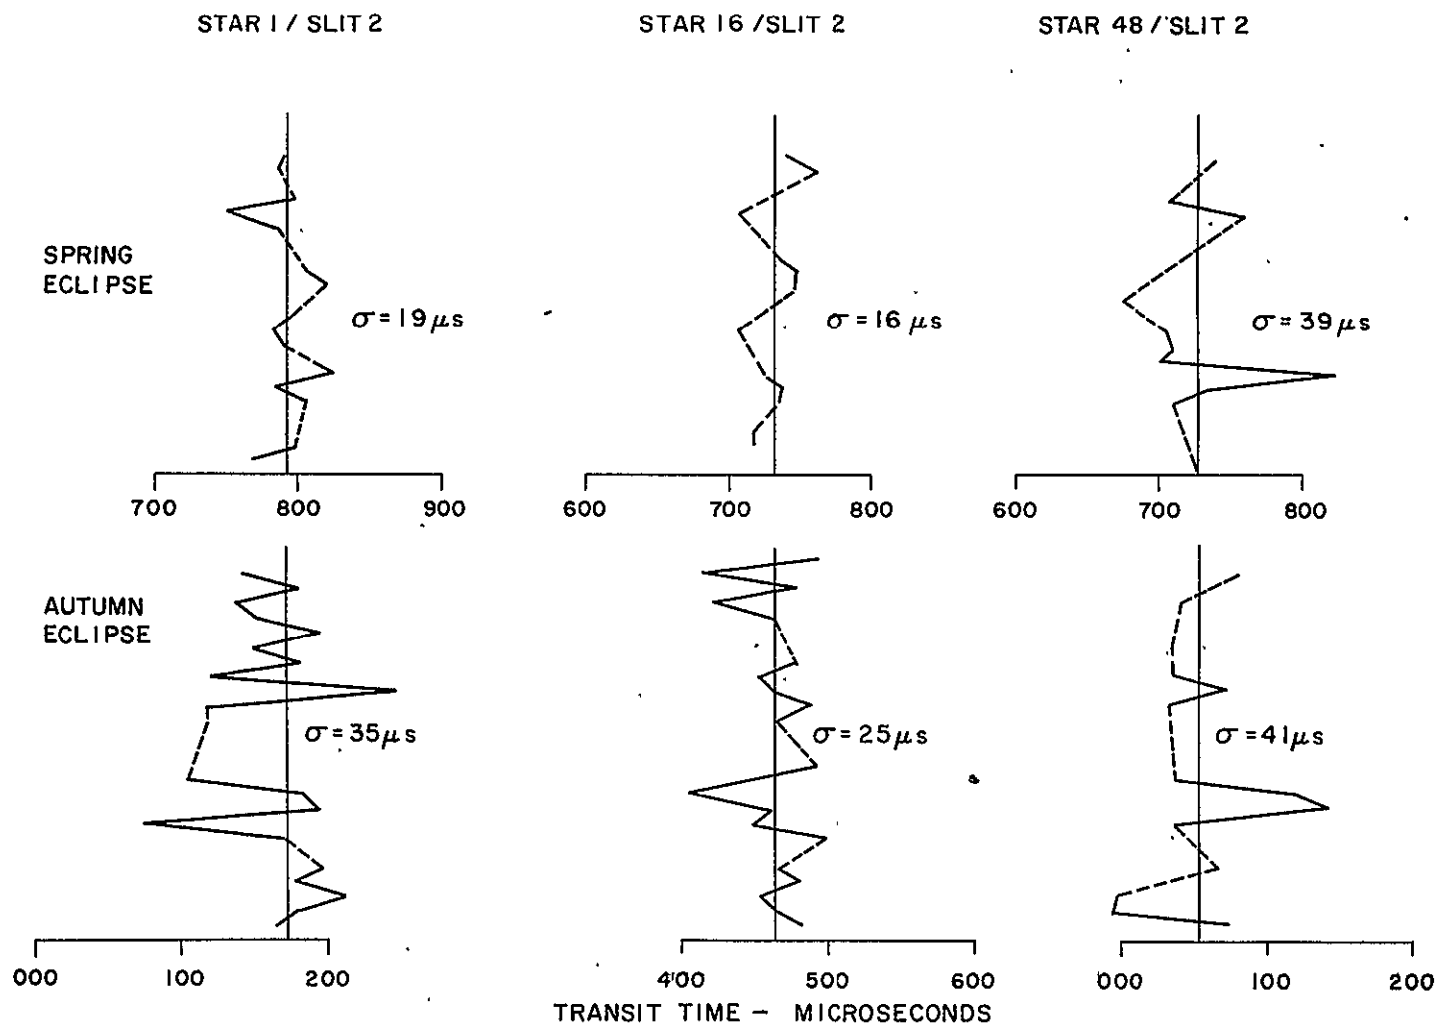 STAR 1 / SLIT 2
STAR 16 / SLIT 2
STAR 48 / SLIT 2
SPRING
ECLIPSE
σ = 19 μs
σ = 16 μs
σ = 39 μs
700 800 900
600 700 800
600 700 800
AUTUMN
ECLIPSE
σ = 35 μs
σ = 25 μs
σ = 41 μs
000 100 200
400 500 600
000 100 200
TRANSIT TIME - MICROSECONDS